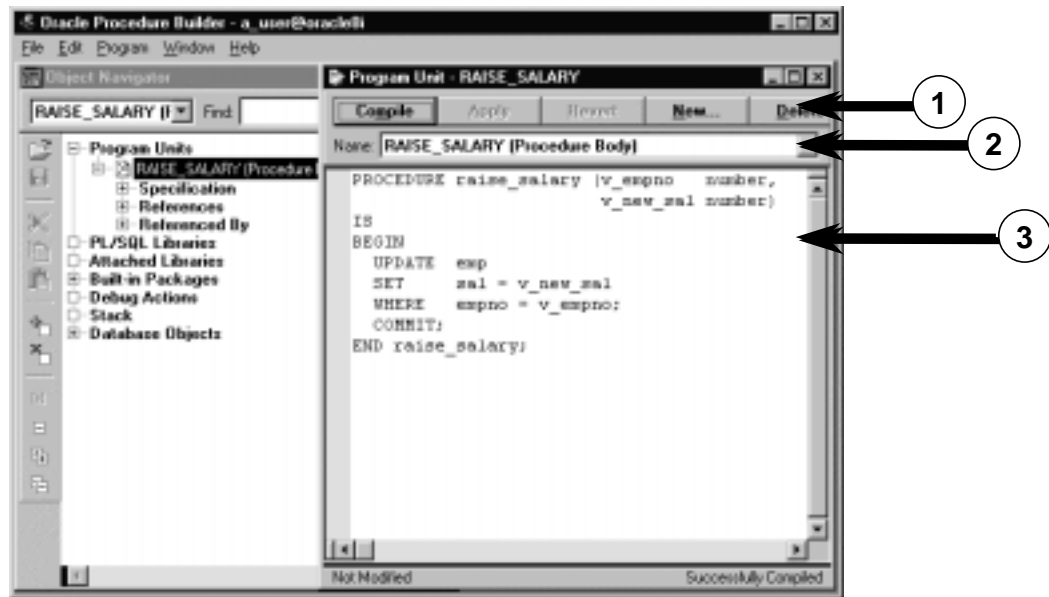 Oracle Procedure Builder - a_user@oracle8i
File Edit Program Window Help
Object Navigator
RAISE_SALARY (P
Find:
Program Units
RAISE_SALARY (Procedure B
Specification
References
Referenced By
PL/SQL Libraries
Attached Libraries
Built-in Packages
Debug Actions
Stack
Database Objects
Program Unit - RAISE_SALARY
Compile Apply Revert New... Delete
Name: RAISE_SALARY (Procedure Body)
PROCEDURE raise_salary (v_empno number,
v_new_sal number)
IS
BEGIN
UPDATE emp
SET sal = v_new_sal
WHERE empno = v_empno;
COMMIT;
END raise_salary;
Not Modified
Successfully Compiled
1
2
3